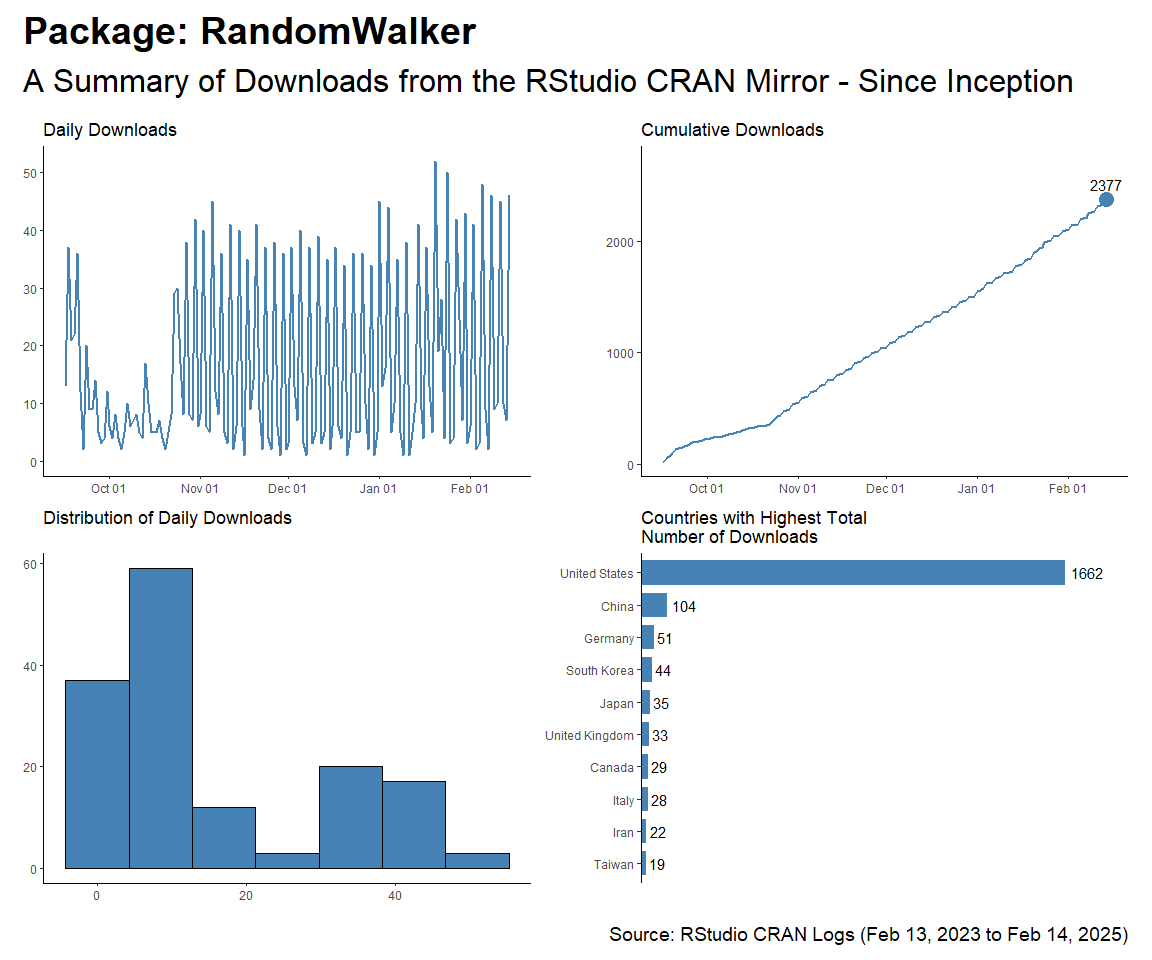 Package: RandomWalker
A Summary of Downloads from the RStudio CRAN Mirror - Since Inception
Daily Downloads
50
40
30
20
10
0
Oct 01
Nov 01
Dec 01
Jan 01
Feb 01
Cumulative Downloads
2377
2000
1000
0
Oct 01
Nov 01
Dec 01
Jan 01
Feb 01
Distribution of Daily Downloads
60
40
20
0
0
20
40
Countries with Highest Total
Number of Downloads
United States 1662
China 104
Germany 51
South Korea 44
Japan 35
United Kingdom 33
Canada 29
Italy 28
Iran 22
Taiwan 19
Source: RStudio CRAN Logs (Feb 13, 2023 to Feb 14, 2025)